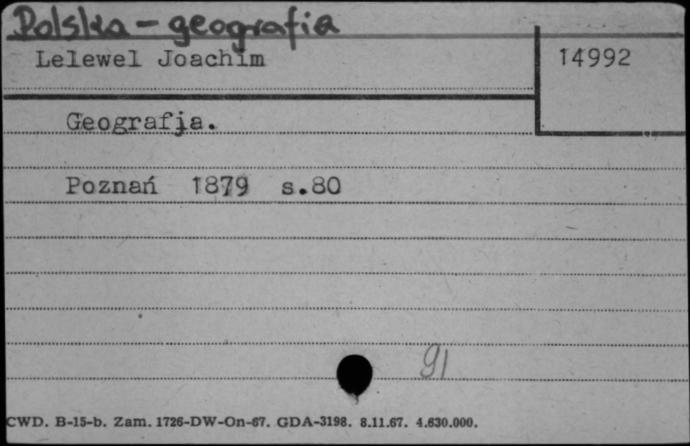 Polska - geografia
Lelewel Joachim
14992
Geografja.
Poznań 1879 s.80
91
CWD. B-15-b. Zam. 1726-DW-On-67. GDA-3198. 8.11.67. 4.630.000.